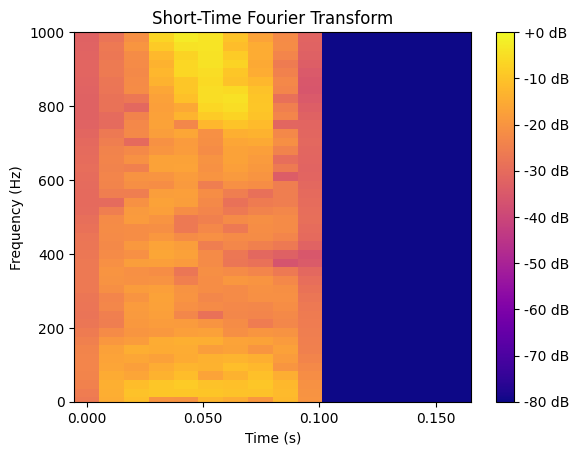 Short-Time Fourier Transform
1000
800
600
400
200
0
Frequency (Hz)
0.000
0.050
0.100
0.150
Time (s)
+0 dB
-10 dB
-20 dB
-30 dB
-40 dB
-50 dB
-60 dB
-70 dB
-80 dB